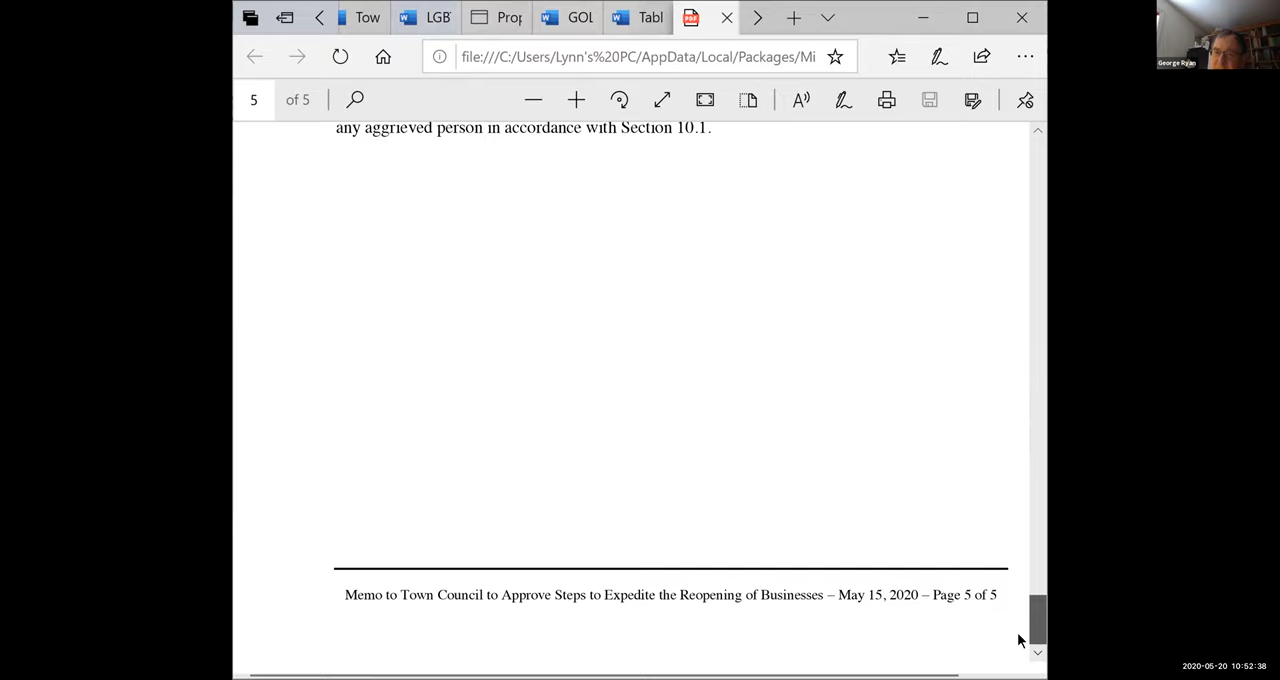 Tow
LGB
Prop
GOL
Tabl
PDF
file:///C:/Users/Lynn's%20PC/AppData/Local/Packages/Mi
5 of 5
any aggrieved person in accordance with Section 10.1.
Memo to Town Council to Approve Steps to Expedite the Reopening of Businesses – May 15, 2020 – Page 5 of 5
George Ryan
2020-05-20 10:52:38